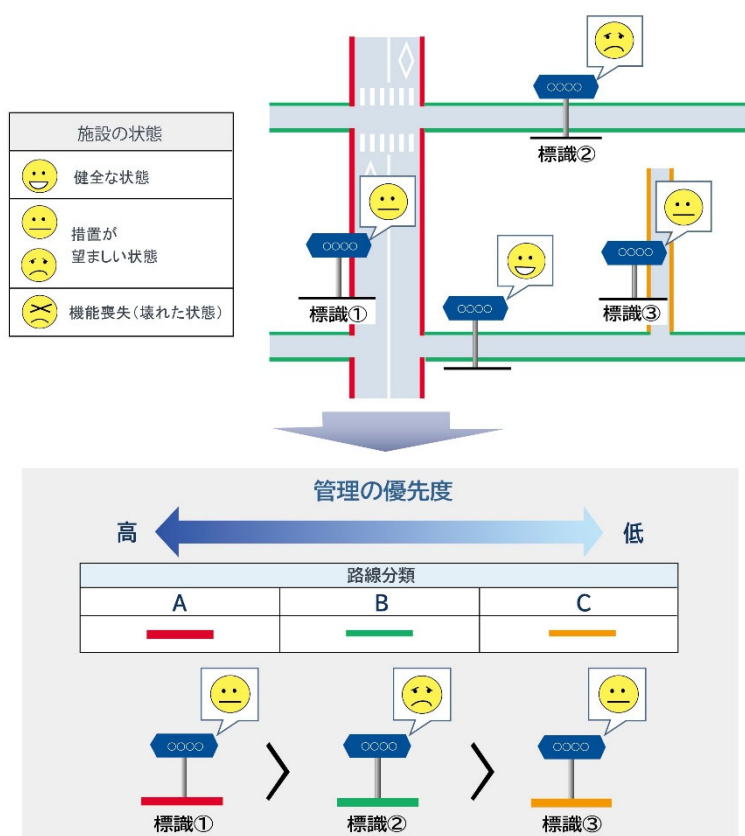 施設の状態
健全な状態
措置が
望ましい状態
機能喪失(壊れた状態)
○○○○
標識②
○○○○
標識①
○○○○
標識③
○○○○
管理の優先度
高
低
路線分類
A
B
C
○○○○
標識①
○○○○
標識②
○○○○
標識③